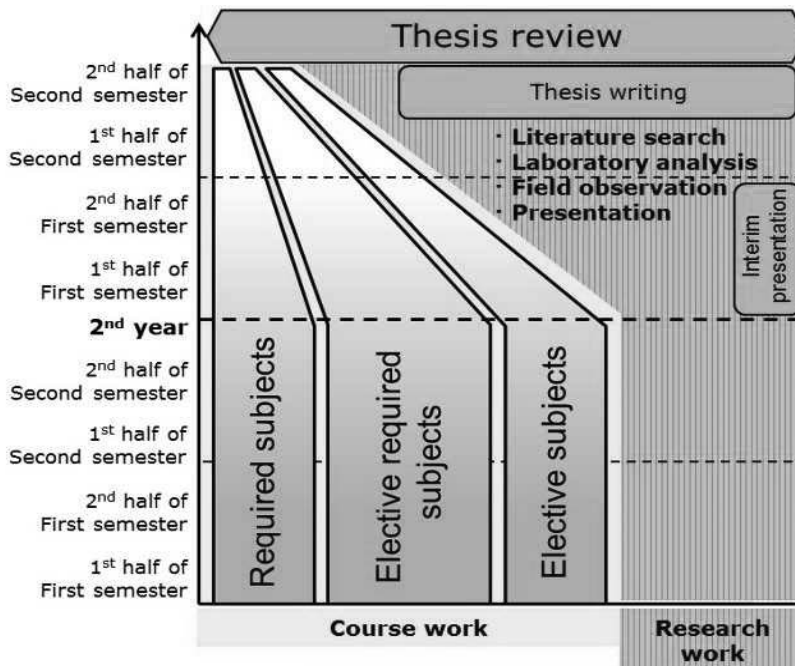 Thesis review
2nd half of
Second semester
Thesis writing
1st half of
Second semester
· Literature search
· Laboratory analysis
· Field observation
· Presentation
2nd half of
First semester
Interim
presentation
1st half of
First semester
2nd year
2nd half of
Second semester
1st half of
Second semester
2nd half of
First semester
1st half of
First semester
Required subjects
Elective required
subjects
Elective subjects
Course work
Research
work